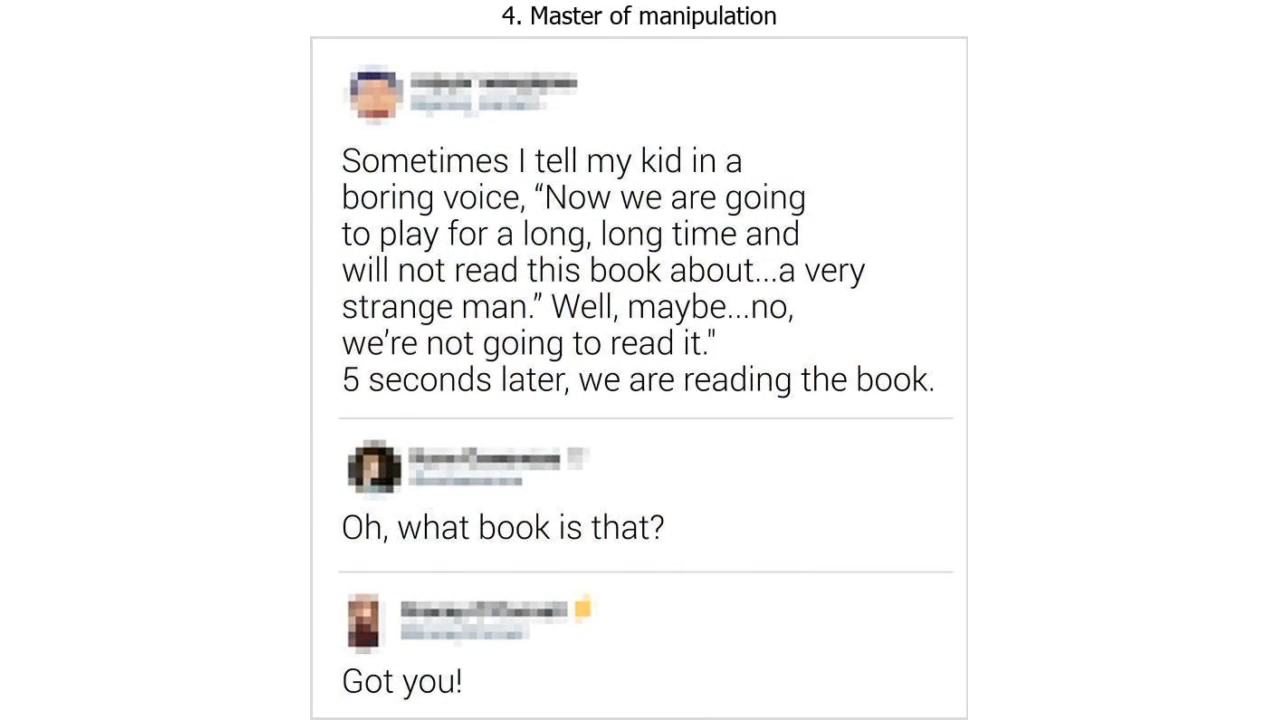 4. Master of manipulation
Sometimes I tell my kid in a
boring voice, “Now we are going
to play for a long, long time and
will not read this book about...a very
strange man.” Well, maybe...no,
we’re not going to read it."
5 seconds later, we are reading the book.
Oh, what book is that?
Got you!